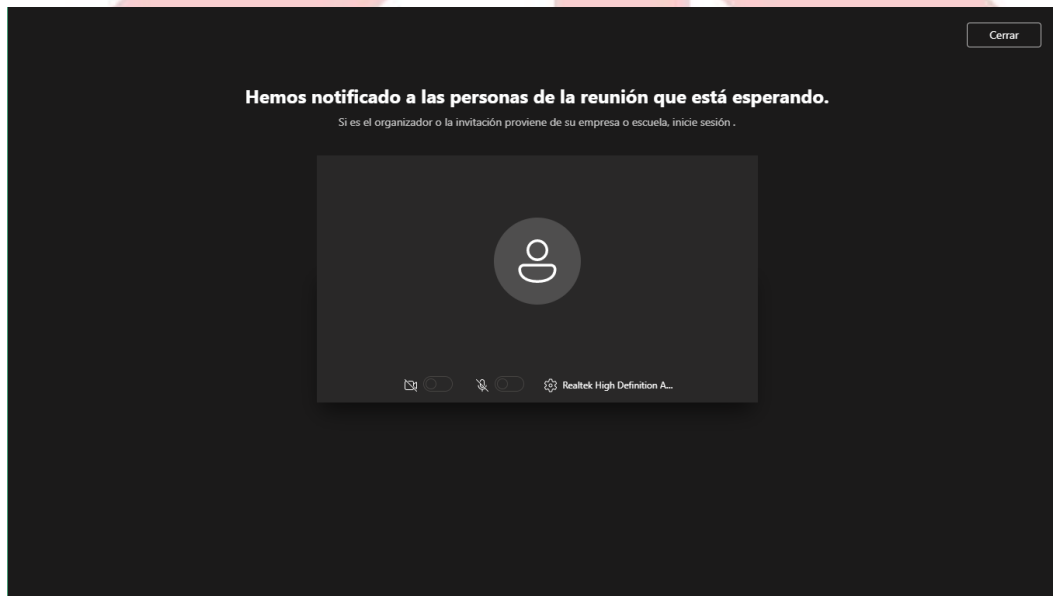 Cerrar
Hemos notificado a las personas de la reunión que está esperando.
Si es el organizador o la invitación proviene de su empresa o escuela, inicie sesión .
Realtek High Definition A...